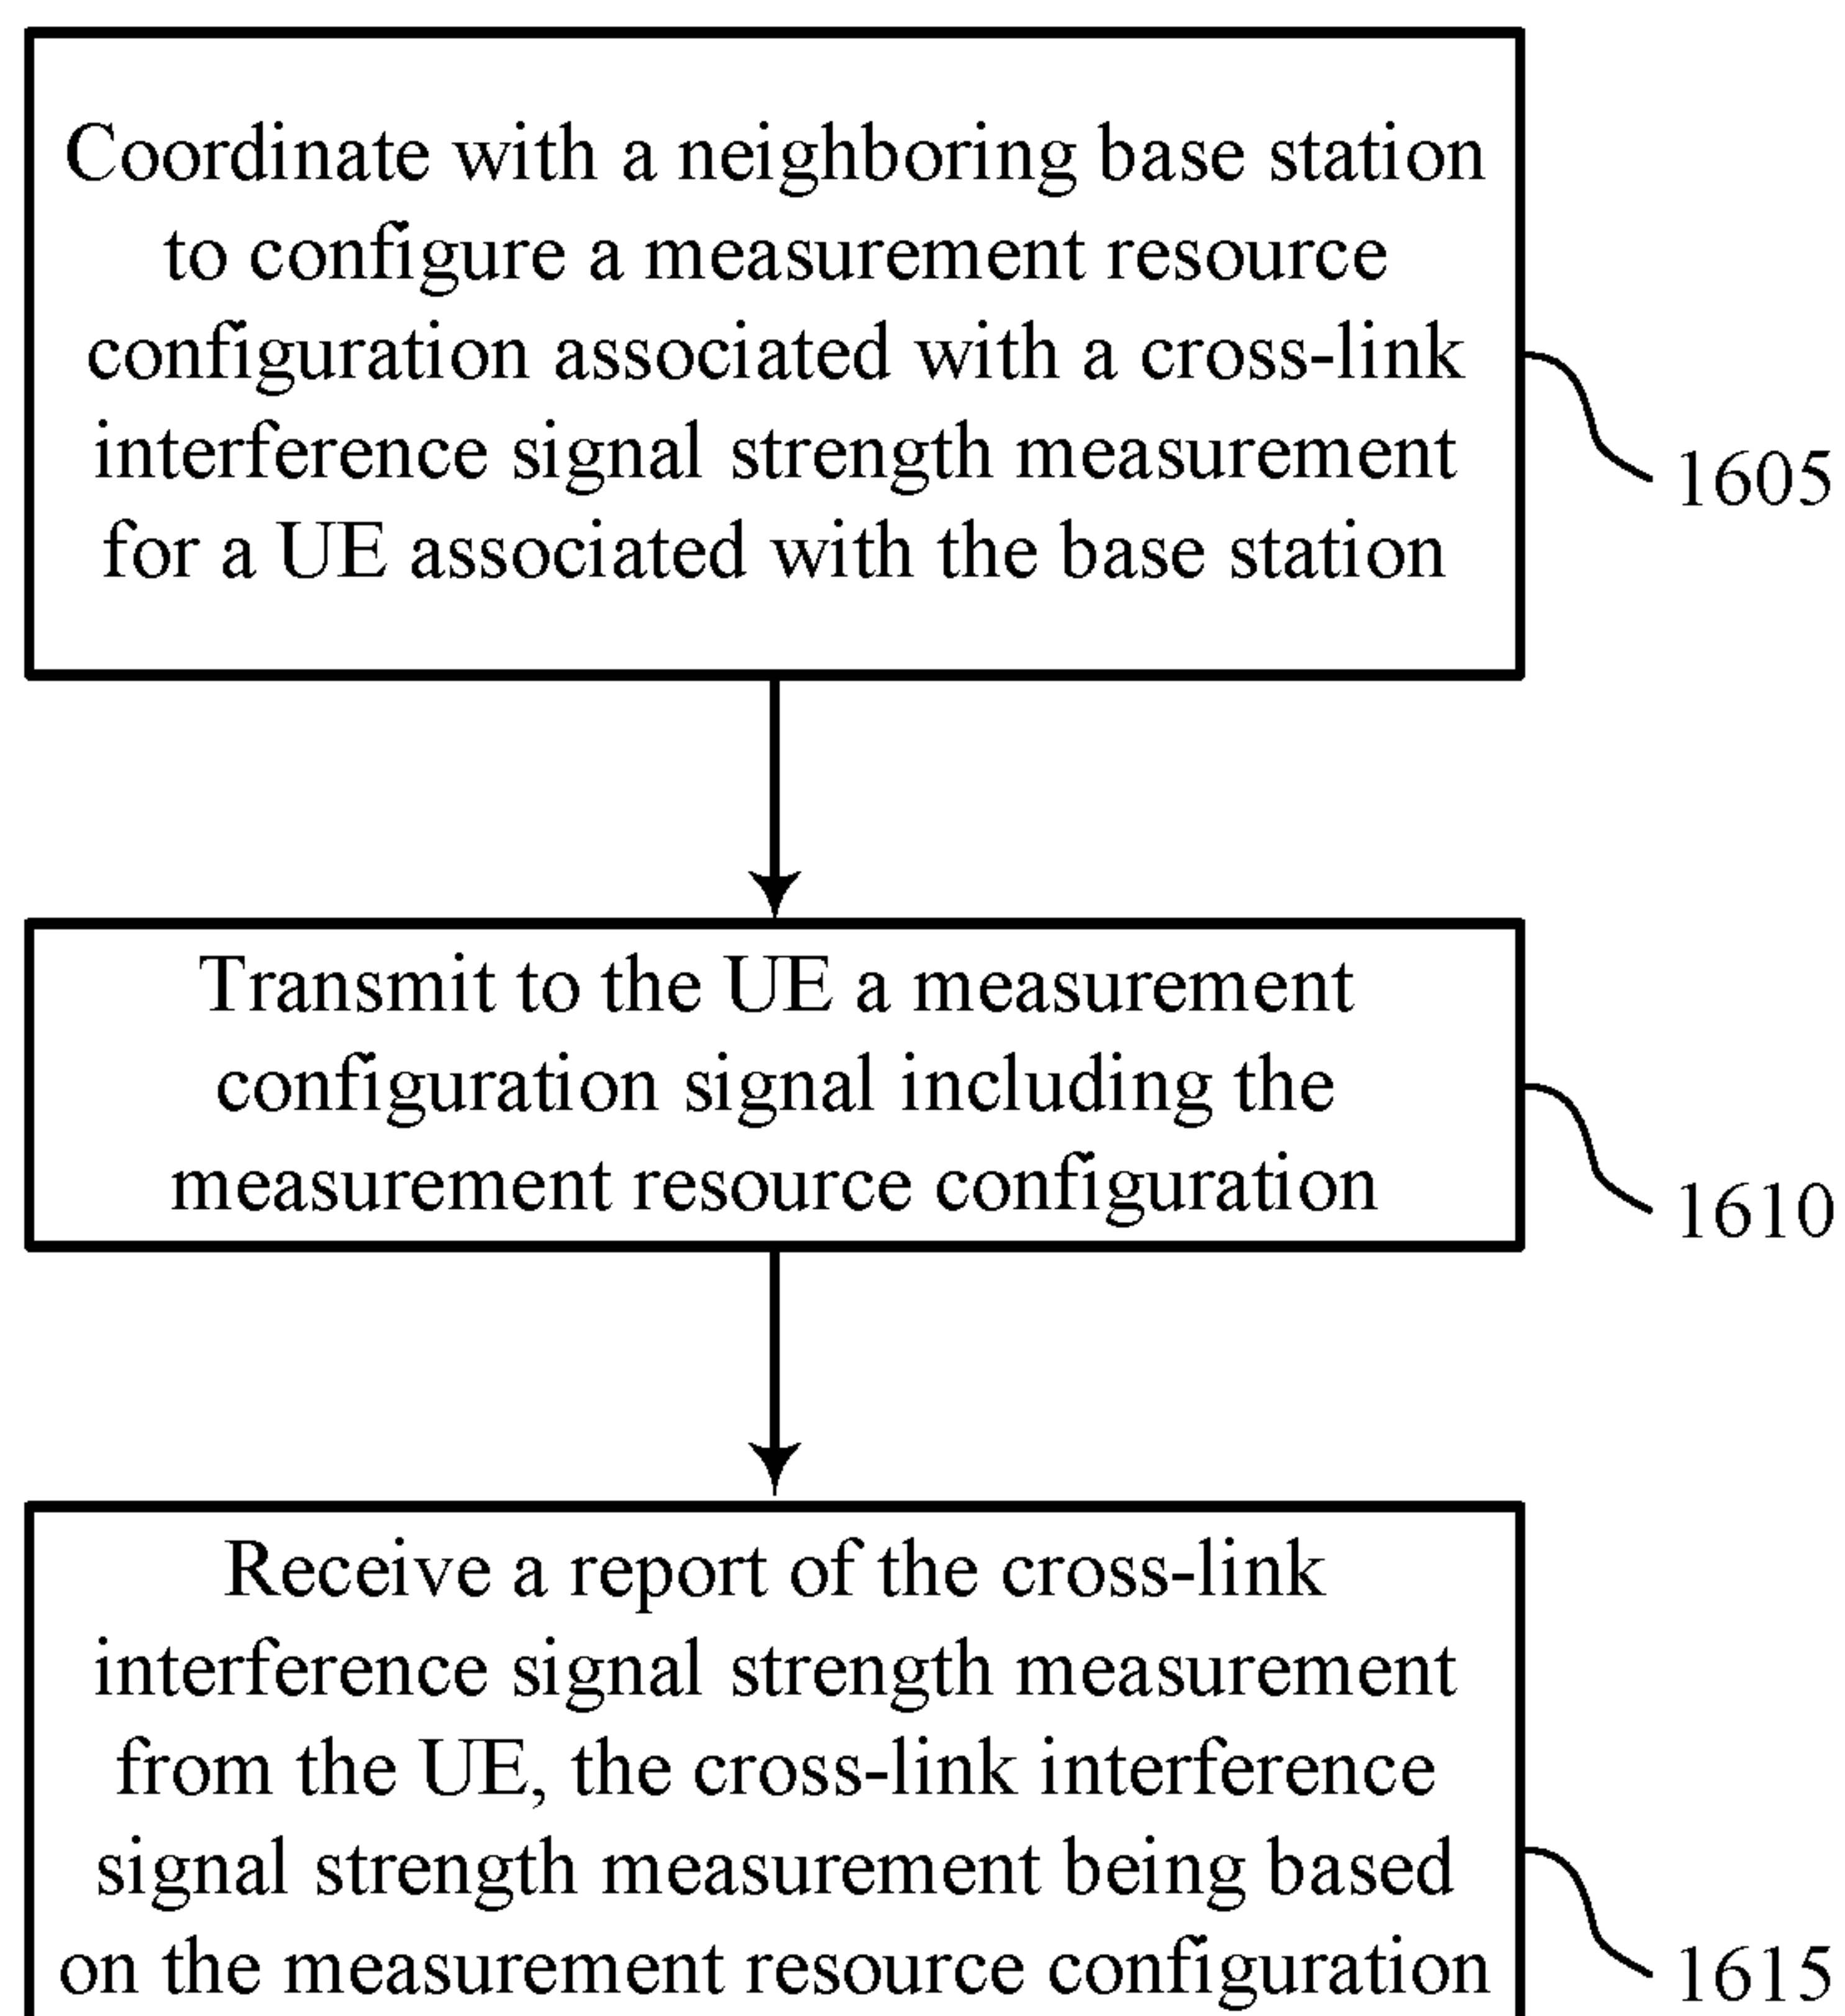 Coordinate with a neighboring base station
to configure a measurement resource
configuration associated with a cross-link
interference signal strength measurement
for a UE associated with the base station
1605
Transmit to the UE a measurement
configuration signal including the
measurement resource configuration
1610
Receive a report of the cross-link
interference signal strength measurement
from the UE, the cross-link interference
signal strength measurement being based
on the measurement resource configuration
1615